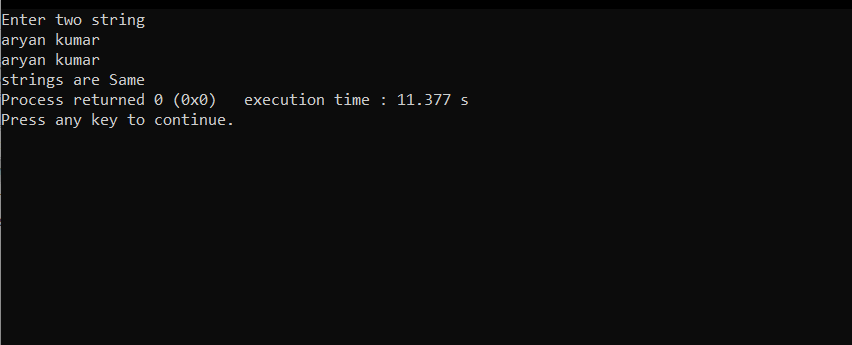 Enter two string
aryan kumar
aryan kumar
strings are Same
Process returned 0 (0x0)   execution time : 11.377 s
Press any key to continue.